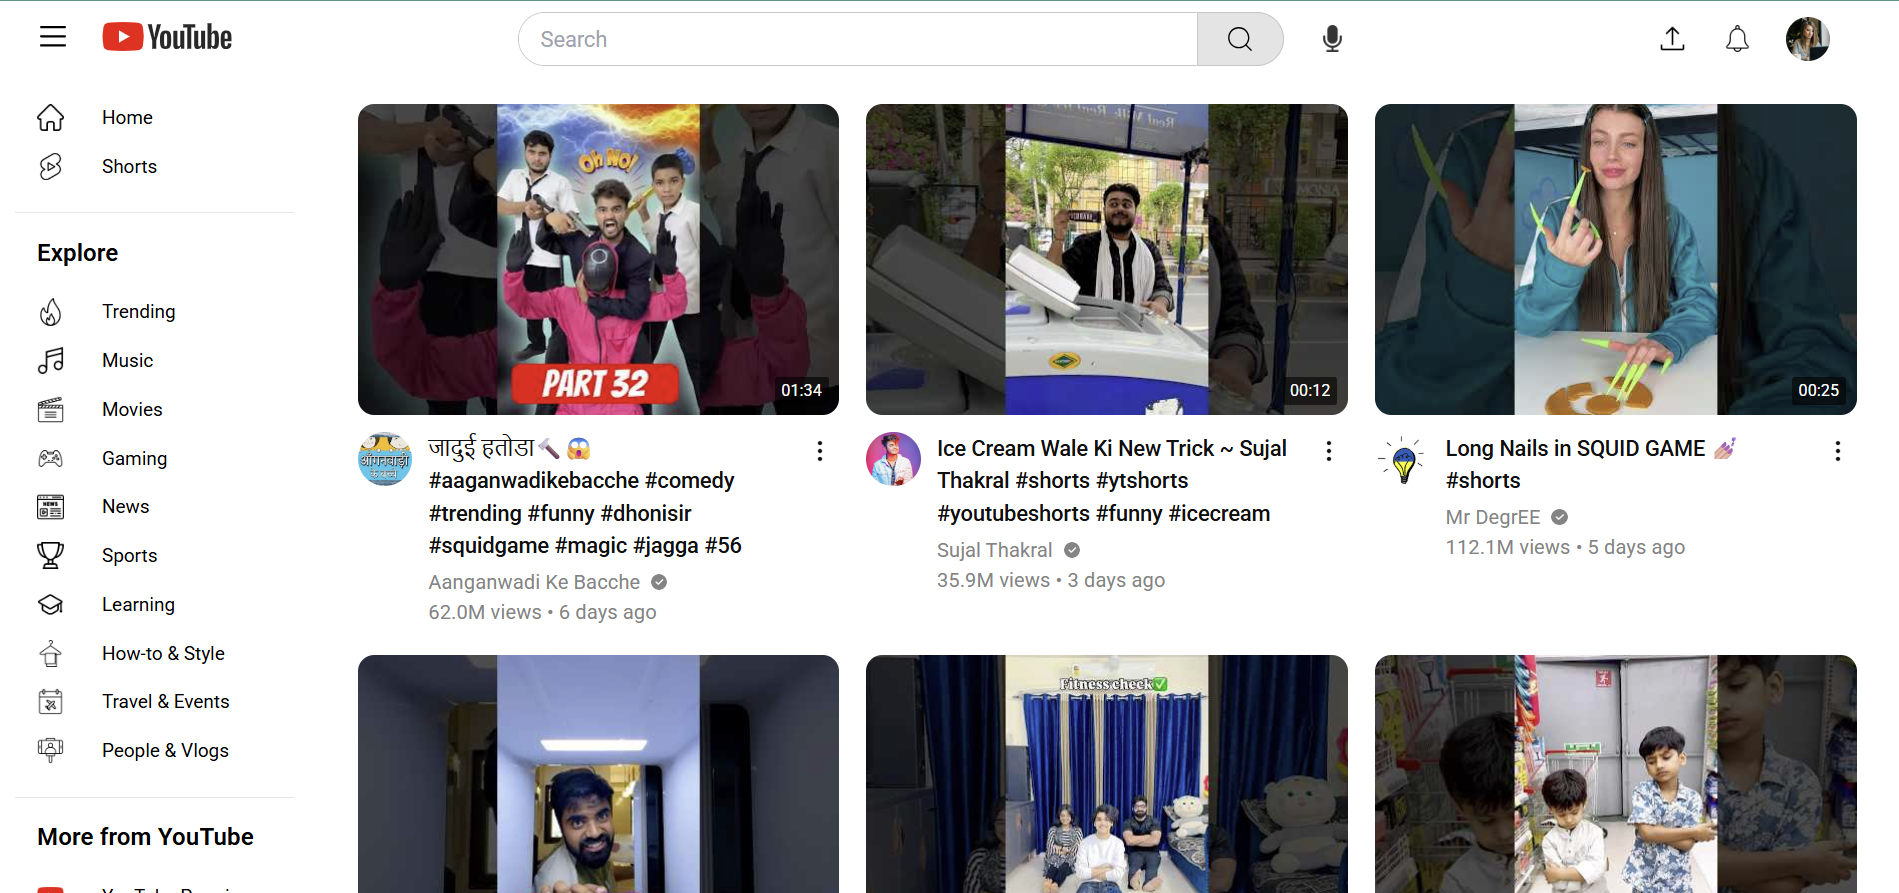 YouTube
Search
Home
Shorts
Explore
Trending
Music
Movies
Gaming
News
Sports
Learning
How-to & Style
Travel & Events
People & Vlogs
More from YouTube
Oh No!
PART 32
01:34
जादुई हतोडा🔨 😱
#aaganwadikebacche #comedy
#trending #funny #dhonisir
#squidgame #magic #jagga #56
Aanganwadi Ke Bacche
62.0M views • 6 days ago
00:12
Ice Cream Wale Ki New Trick ~ Sujal
Thakral #shorts #ytshorts
#youtubeshorts #funny #icecream
Sujal Thakral
35.9M views • 3 days ago
00:25
Long Nails in SQUID GAME 💅
#shorts
Mr DegrEE
112.1M views • 5 days ago
Fitness check✅